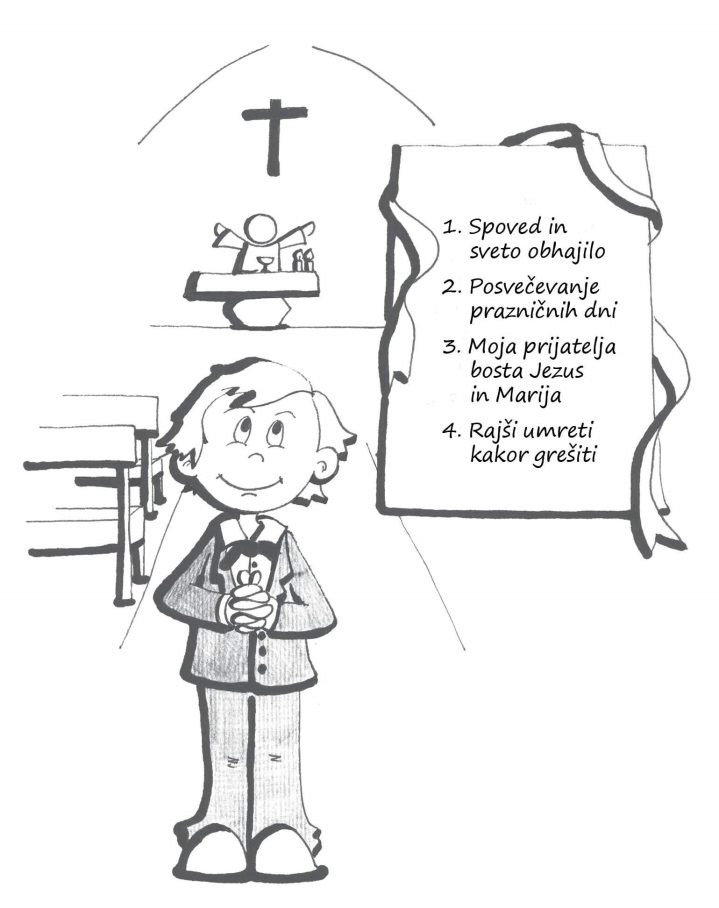 1. Spoved in
sveto obhajilo
2. Posvečevanje
prazničnih dni
3. Moja prijatelja
bosta Jezus
in Marija
4. Rajši umreti
kakor grešiti